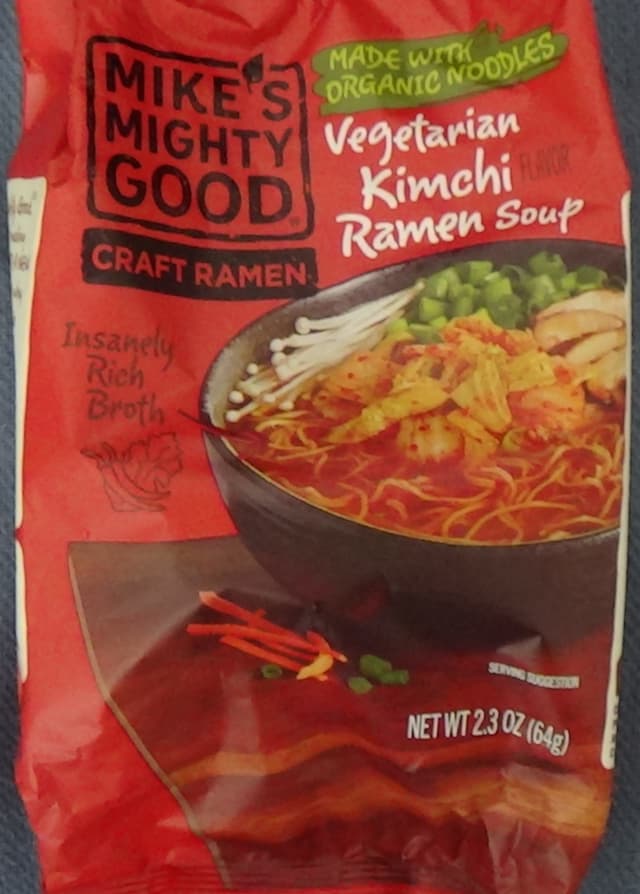 MIKE'S
MIGHTY
GOOD®
CRAFT RAMEN
MADE WITH
ORGANIC NOODLES
Vegetarian
Kimchi FLAVOR
Ramen Soup
Insanely
Rich
Broth
SERVING SUGGESTION
NET WT 2.3 OZ (64g)